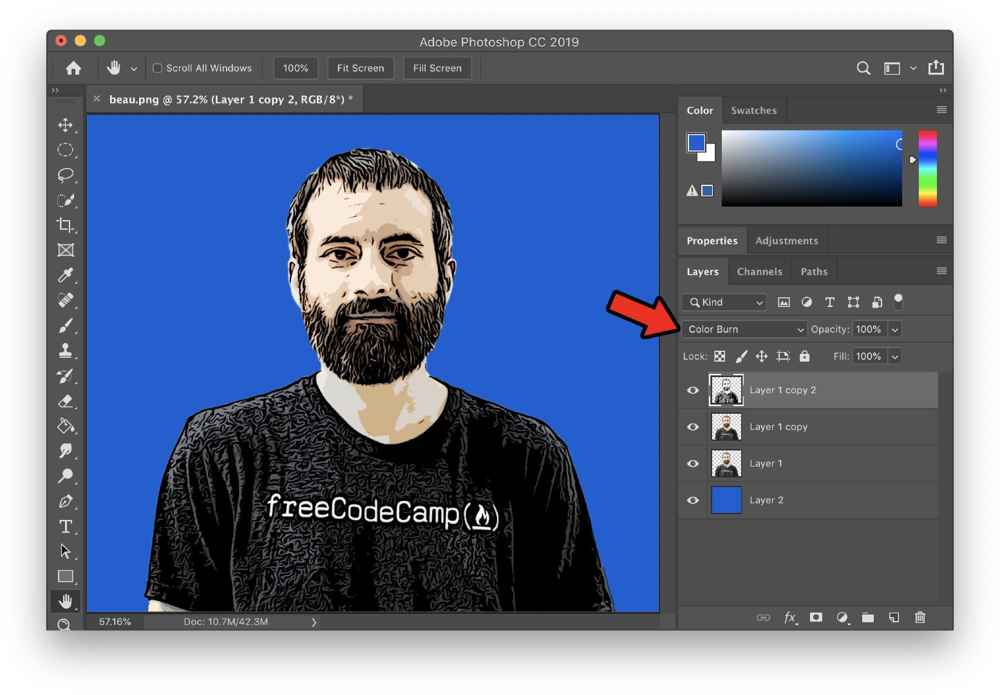 Adobe Photoshop CC 2019
Scroll All Windows
100%
Fit Screen
Fill Screen
beau.png @ 57.2% (Layer 1 copy 2, RGB/8*) *
Color
Swatches
Properties
Adjustments
Layers
Channels
Paths
Kind
Color Burn
Opacity: 100%
Lock:
Fill: 100%
Layer 1 copy 2
Layer 1 copy
Layer 1
Layer 2
freeCodeCamp(
)
57.16%
Doc: 10.7M/42.3M
fx